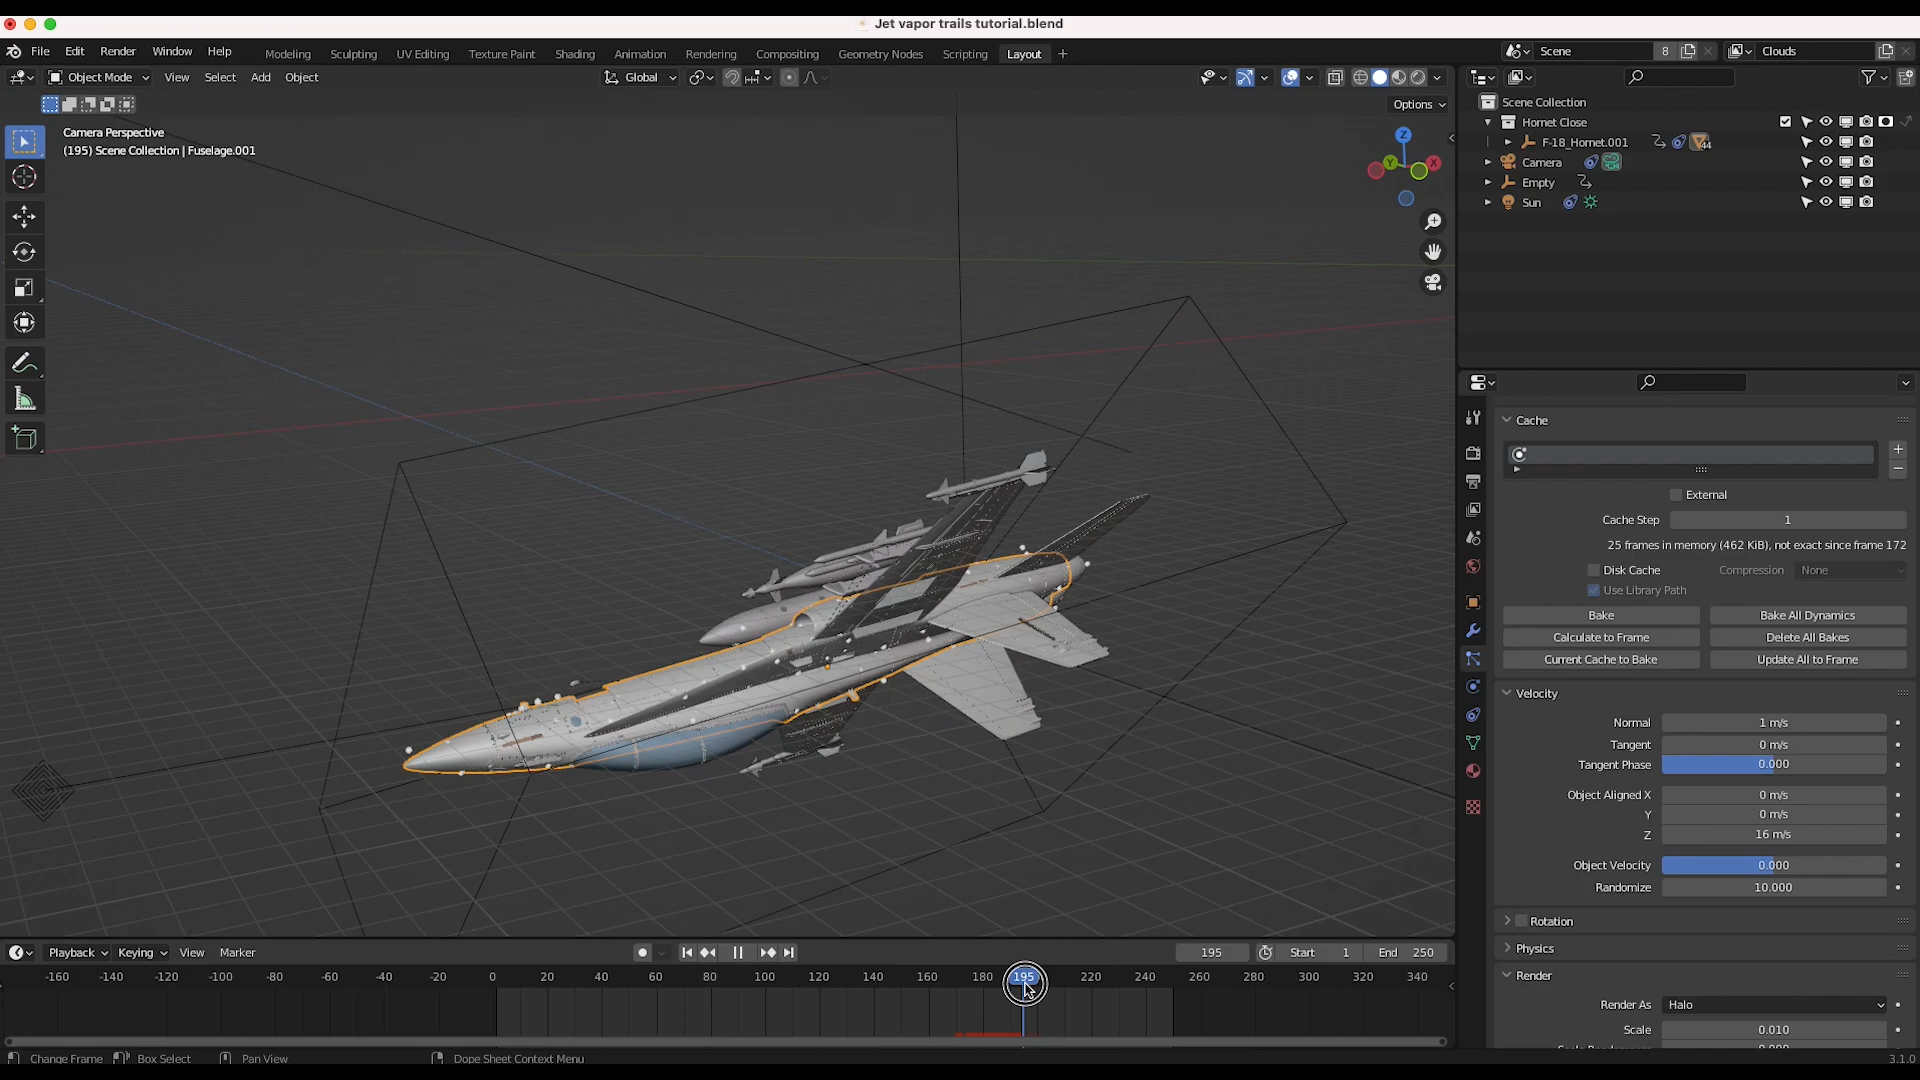 Jet vapor trails tutorial.blend
File Edit Render Window Help Modeling Sculpting UV Editing Texture Paint Shading Animation Rendering Compositing Geometry Nodes Scripting Layout + Scene 8 Clouds
Object Mode View Select Add Object Global
Options
Camera Perspective
(195) Scene Collection | Fuselage.001
Z
Y
X
Scene Collection
Hornet Close
F-18_Hornet.001 44
Camera
Empty
Sun
Cache
External
Cache Step 1
25 frames in memory (462 KiB), not exact since frame 172
Disk Cache Compression None
Use Library Path
Bake Bake All Dynamics
Calculate to Frame Delete All Bakes
Current Cache to Bake Update All to Frame
Velocity
Normal 1 m/s
Tangent 0 m/s
Tangent Phase 0.000
Object Aligned X 0 m/s
Y 0 m/s
Z 16 m/s
Object Velocity 0.000
Randomize 10.000
Rotation
Physics
Render
Render As Halo
Scale 0.010
Playback Keying View Marker 195 Start 1 End 250
-160 -140 -120 -100 -80 -60 -40 -20 0 20 40 60 80 100 120 140 160 180 195 220 240 260 280 300 320 340
Change Frame Box Select Pan View Dope Sheet Context Menu 3.1.0